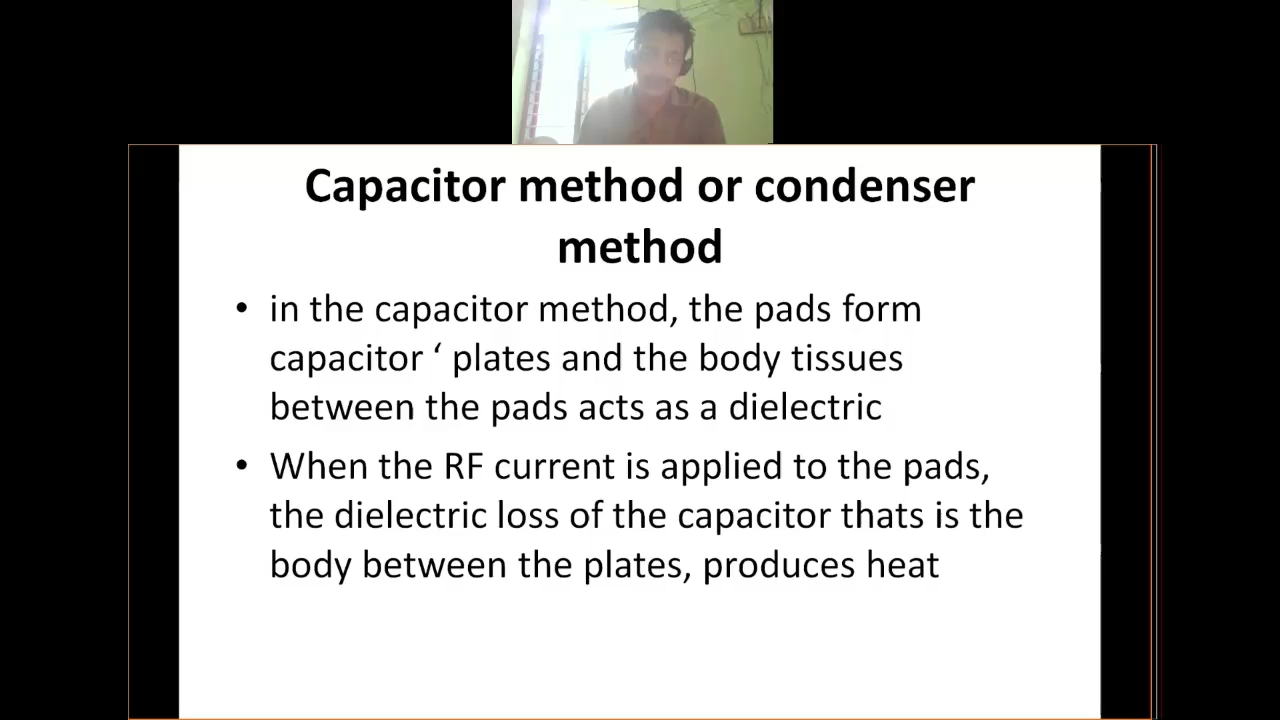 Capacitor method or condenser
method
• in the capacitor method, the pads form
capacitor ‘ plates and the body tissues
between the pads acts as a dielectric
• When the RF current is applied to the pads,
the dielectric loss of the capacitor thats is the
body between the plates, produces heat